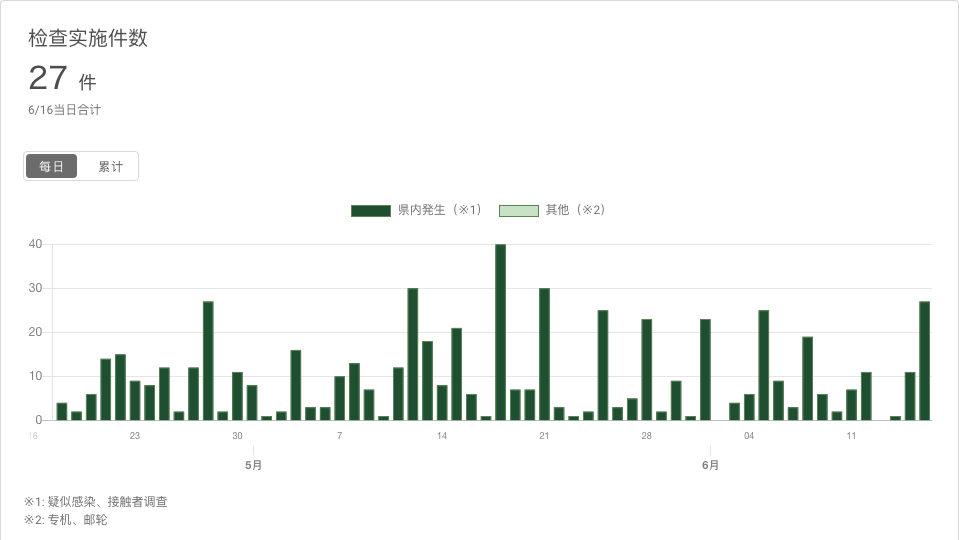 检查实施件数
27 件
6/16当日合计
每日 累计
県内発生（※1） 其他（※2）
40
30
20
10
0
16 23 30 7 14 21 28 04 11
5月 6月
※1: 疑似感染、接触者调查
※2: 专机、邮轮